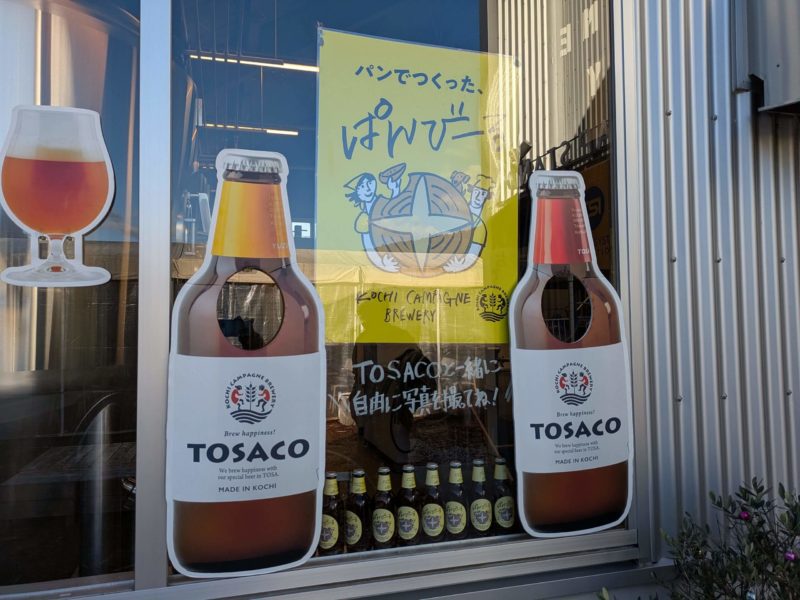 パンでつくった、
ぱんびー
KOCHI CAMPAGNE
BREWERY
TOSACOと一緒に
自由に写真を撮ってね!
YUZU
KOCHI CAMPAGNE BREWERY
Brew happiness!
TOSACO
We brew happiness with
our special beer in TOSA.
MADE IN KOCHI
KOCHI CAMPAGNE BREWERY
Brew happiness!
TOSACO
We brew happiness with
our special beer in TOSA.
MADE IN KOCHI